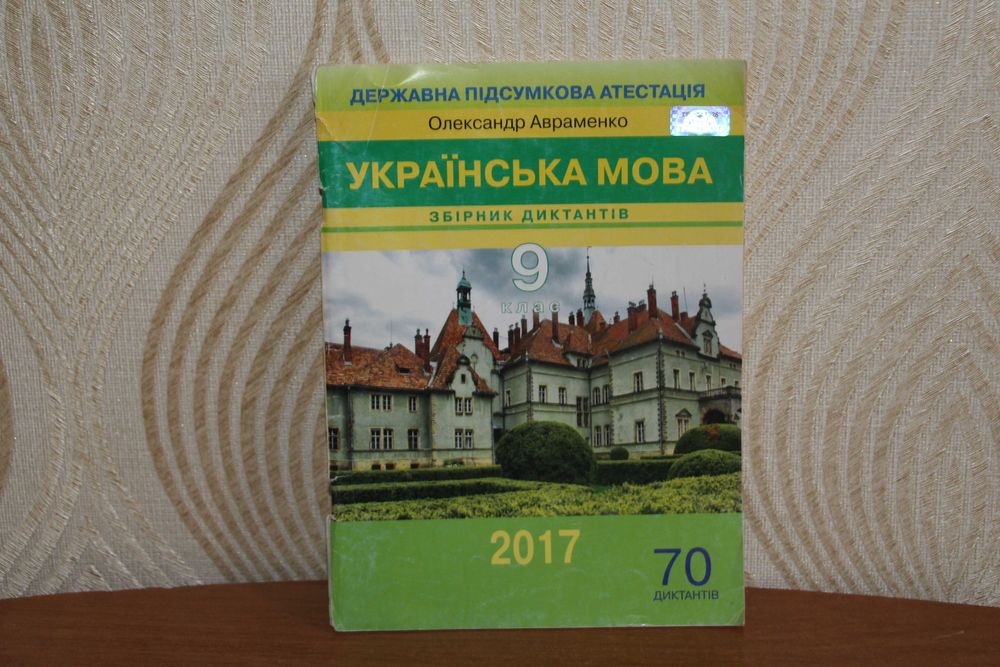 ДЕРЖАВНА ПІДСУМКОВА АТЕСТАЦІЯ
Олександр Авраменко
УКРАЇНСЬКА МОВА
ЗБІРНИК ДИКТАНТІВ
9
клас
2017
70
ДИКТАНТІВ